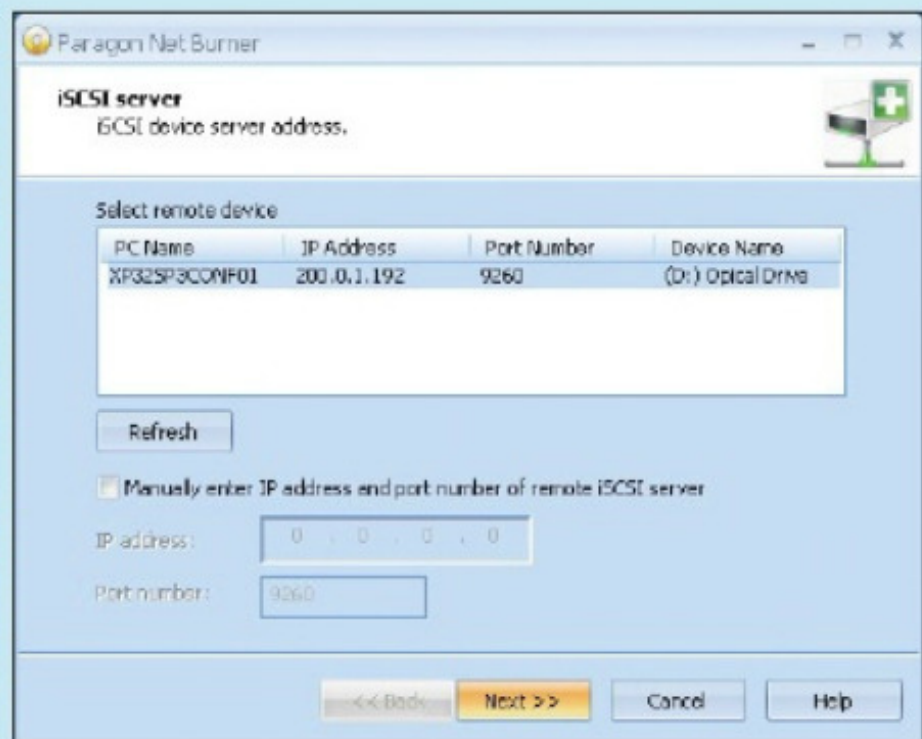 Paragon Net Burner
iSCSI server
iSCSI device server address.
Select remote device
PC Name IP Address Port Number Device Name
XP32SP3CONF01 200.0.1.192 9260 (D:) Opical Drive
Refresh
Manually enter IP address and port number of remote iSCSI server
IP address: 0 . 0 . 0 . 0
Port number: 9260
<< Back Next >> Cancel Help